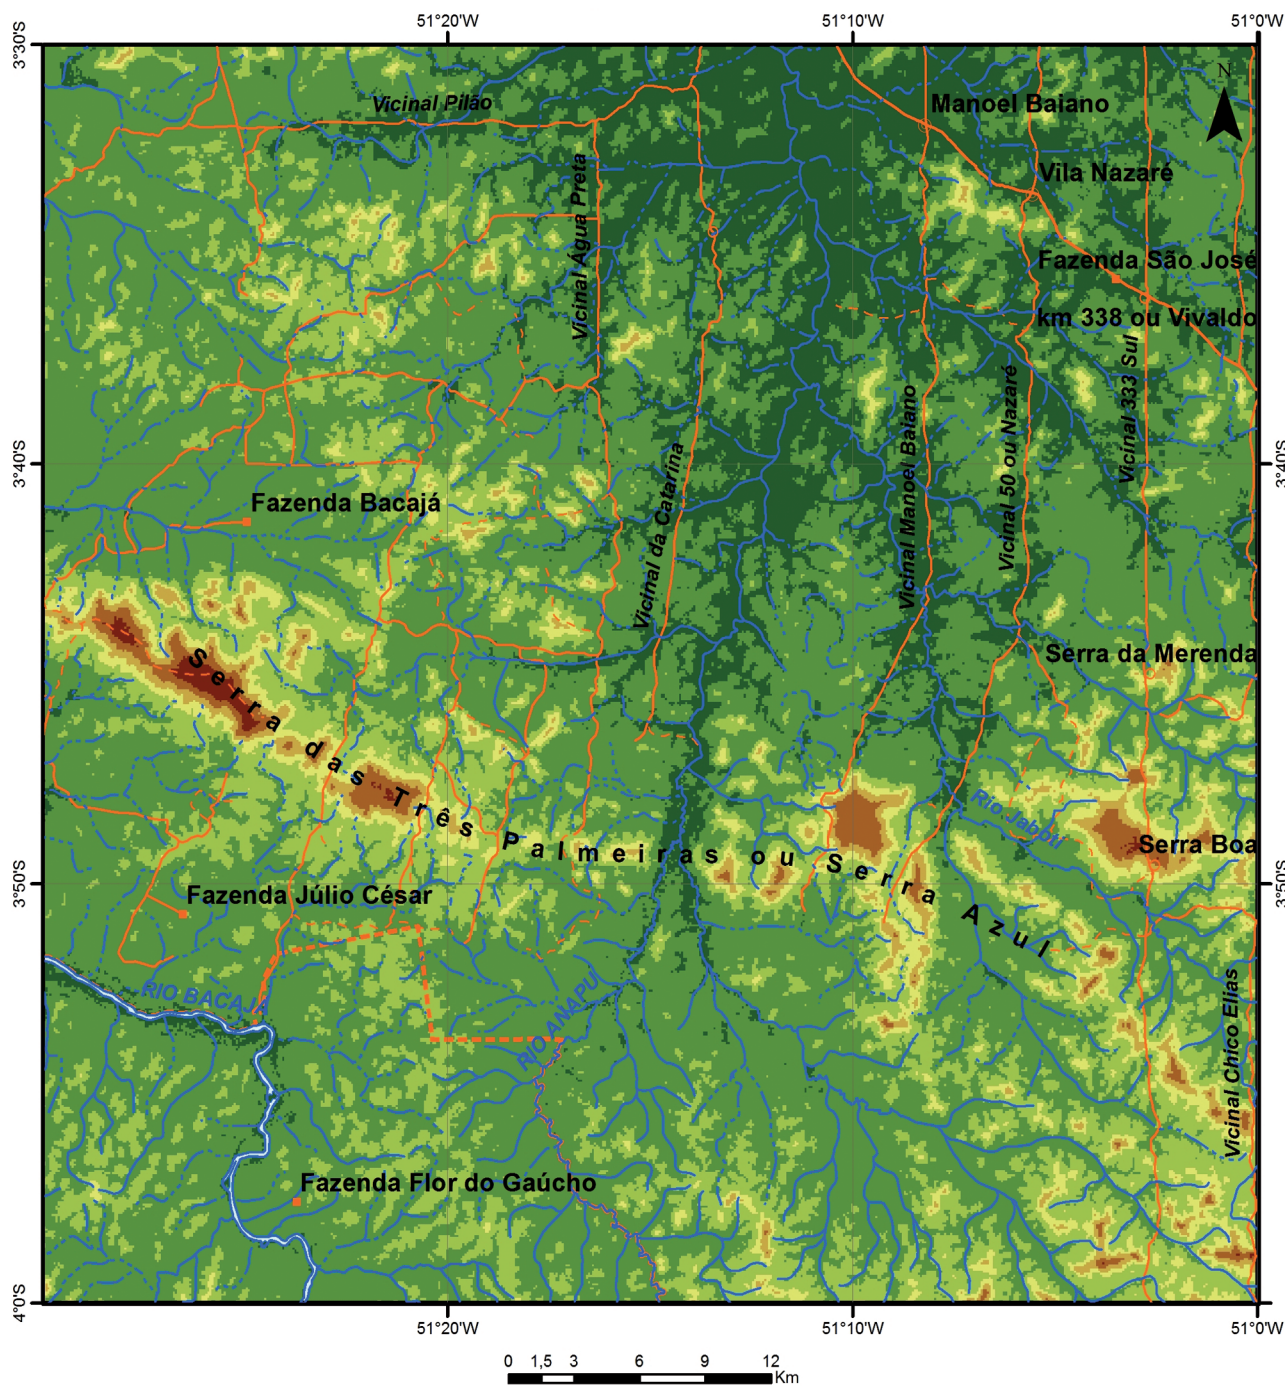 51°20'W
51°10'W
51°0'W
3°30'S
N
Vicinal Pilão
Manoel Baiano
Vila Nazaré
Vicinal Água Preta
Fazenda São José
km 338 ou Vivaldo
Vicinal 333 Sul
Vicinal 50 ou Nazaré
Vicinal Manoel Baiano
Vicinal da Catarina
3°40'S
3°40'S
Fazenda Bacajá
Serra da Merenda
Serra das Três Palmeiras ou Serra Azul
Rio Jabotí
Serra Boa
3°50'S
3°50'S
Fazenda Júlio César
RIO BACAJÁ
RIO ANAPUÍ
Vicinal Chico Elias
Fazenda Flor do Gaúcho
4°0'S
51°20'W
51°10'W
51°0'W
0 1,5 3 6 9 12
Km